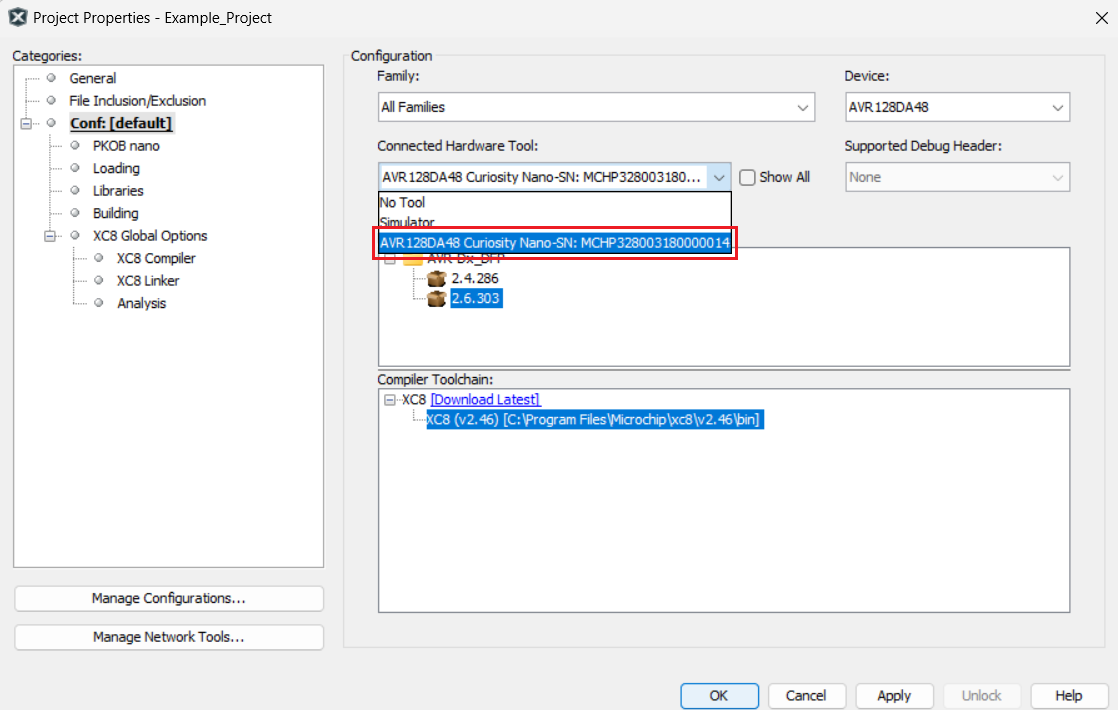 Project Properties - Example_Project
Categories:
General
File Inclusion/Exclusion
Conf: [default]
PKOB nano
Loading
Libraries
Building
XC8 Global Options
XC8 Compiler
XC8 Linker
Analysis
Manage Configurations...
Manage Network Tools...
Configuration
Family:
All Families
Device:
AVR128DA48
Connected Hardware Tool:
AVR128DA48 Curiosity Nano-SN: MCHP328003180...
Show All
Supported Debug Header:
None
No Tool
Simulator
AVR128DA48 Curiosity Nano-SN: MCHP328003180000014
AVR-Dx_DFP
2.4.286
2.6.303
Compiler Toolchain:
XC8 [Download Latest]
XC8 (v2.46) [C:\Program Files\Microchip\xc8\v2.46\bin]
OK
Cancel
Apply
Unlock
Help